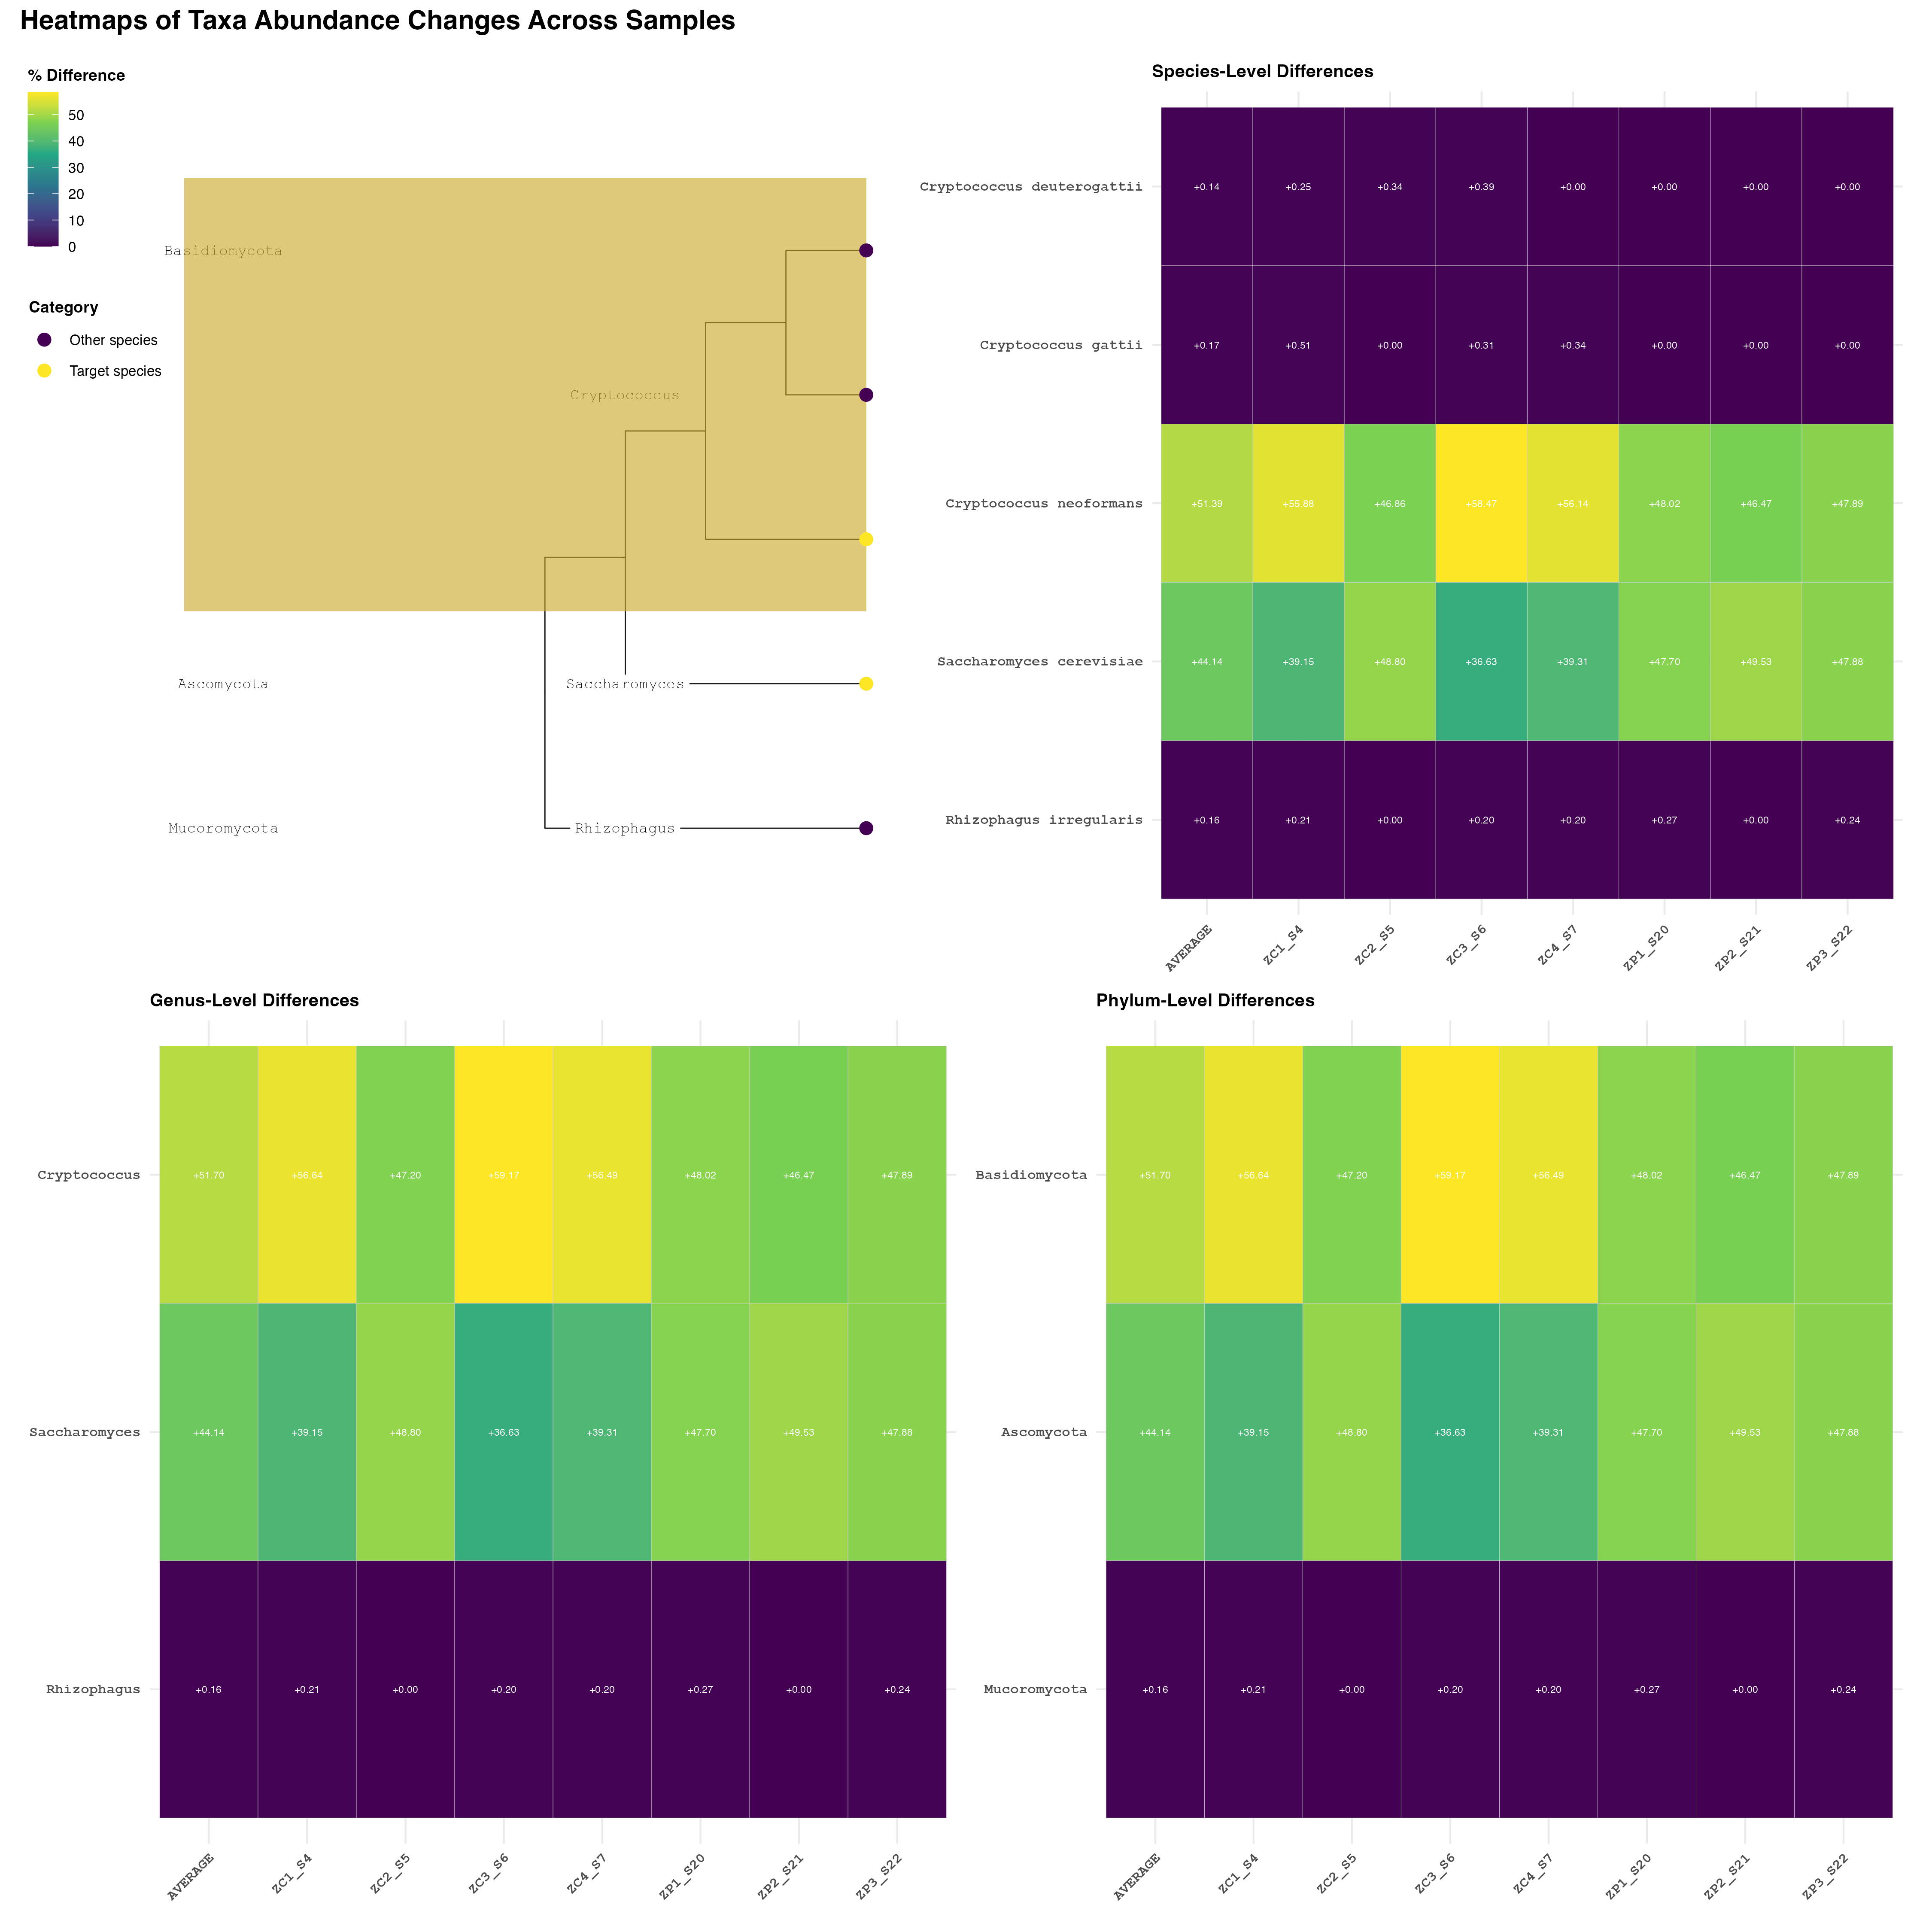 Heatmaps of Taxa Abundance Changes Across Samples
% Difference
50
40
30
20
10
0
Category
Other species
Target species
Basidiomycota
Cryptococcus
Ascomycota
Saccharomyces
Mucoromycota
Rhizophagus
Species-Level Differences
Cryptococcus deuterogattii +0.14 +0.25 +0.34 +0.39 +0.00 +0.00 +0.00 +0.00
Cryptococcus gattii +0.17 +0.51 +0.00 +0.31 +0.34 +0.00 +0.00 +0.00
Cryptococcus neoformans +51.39 +55.88 +46.86 +58.47 +56.14 +48.02 +46.47 +47.89
Saccharomyces cerevisiae +44.14 +39.15 +48.80 +36.63 +39.31 +47.70 +49.53 +47.88
Rhizophagus irregularis +0.16 +0.21 +0.00 +0.20 +0.20 +0.27 +0.00 +0.24
AVERAGE ZC1_S4 ZC2_S5 ZC3_S6 ZC4_S7 ZP1_S20 ZP2_S21 ZP3_S22
Genus-Level Differences
Cryptococcus +51.70 +56.64 +47.20 +59.17 +56.49 +48.02 +46.47 +47.89
Saccharomyces +44.14 +39.15 +48.80 +36.63 +39.31 +47.70 +49.53 +47.88
Rhizophagus +0.16 +0.21 +0.00 +0.20 +0.20 +0.27 +0.00 +0.24
AVERAGE ZC1_S4 ZC2_S5 ZC3_S6 ZC4_S7 ZP1_S20 ZP2_S21 ZP3_S22
Phylum-Level Differences
Basidiomycota +51.70 +56.64 +47.20 +59.17 +56.49 +48.02 +46.47 +47.89
Ascomycota +44.14 +39.15 +48.80 +36.63 +39.31 +47.70 +49.53 +47.88
Mucoromycota +0.16 +0.21 +0.00 +0.20 +0.20 +0.27 +0.00 +0.24
AVERAGE ZC1_S4 ZC2_S5 ZC3_S6 ZC4_S7 ZP1_S20 ZP2_S21 ZP3_S22